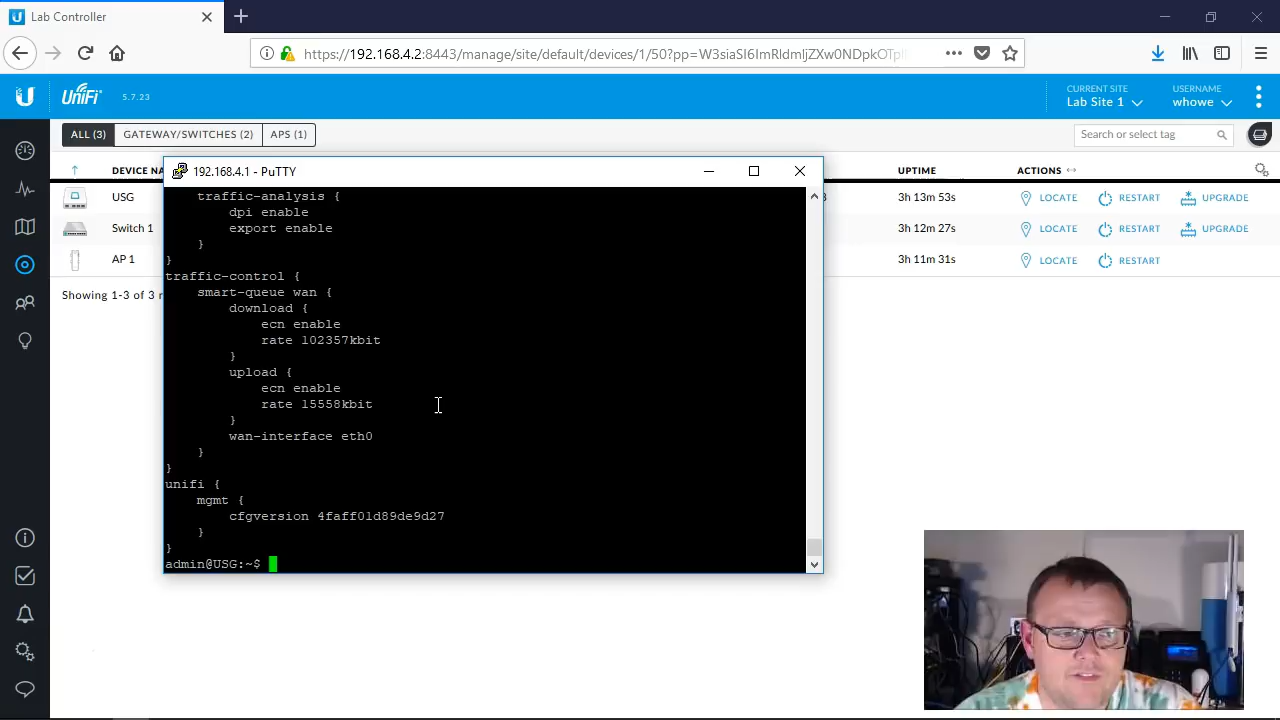 Lab Controller
https://192.168.4.2:8443/manage/site/default/devices/1/50?pp=
UniFi 5.7.23
CURRENT SITE
Lab Site 1
USERNAME
whowe
ALL (3) GATEWAY/SWITCHES (2) APS (1)
Search or select tag
DEVICE NA UPTIME ACTIONS
USG 3h 13m 53s LOCATE RESTART UPGRADE
Switch 1 3h 12m 27s LOCATE RESTART UPGRADE
AP 1 3h 11m 31s LOCATE RESTART
Showing 1-3 of 3 r
192.168.4.1 - PuTTY
traffic-analysis {
dpi enable
export enable
}
}
traffic-control {
smart-queue wan {
download {
ecn enable
rate 102357kbit
}
upload {
ecn enable
rate 15558kbit
}
wan-interface eth0
}
}
unifi {
mgmt {
cfgversion 4faff01d89de9d27
}
}
admin@USG:~$